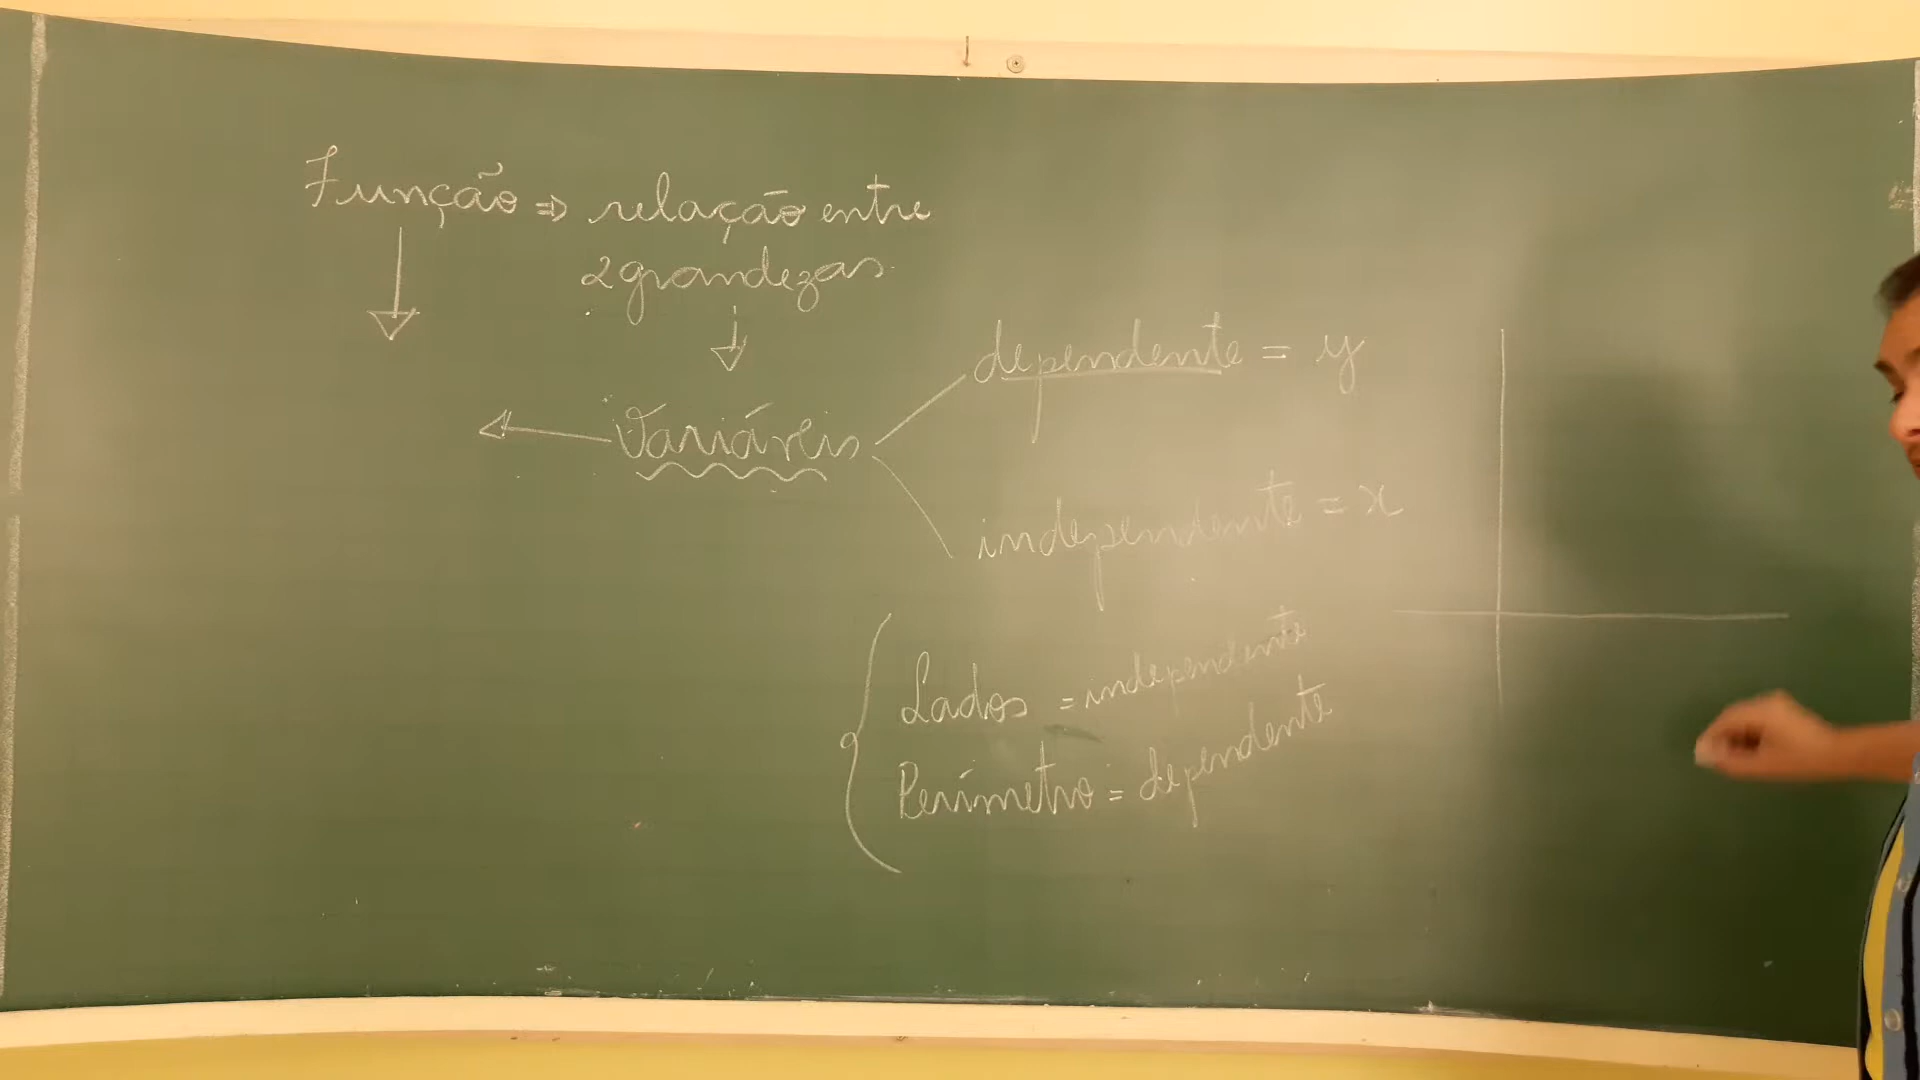 Função ⇒ relação entre
2 grandezas
Variáveis
dependente = y
independente = x
Lados = independente
Perímetro = dependente